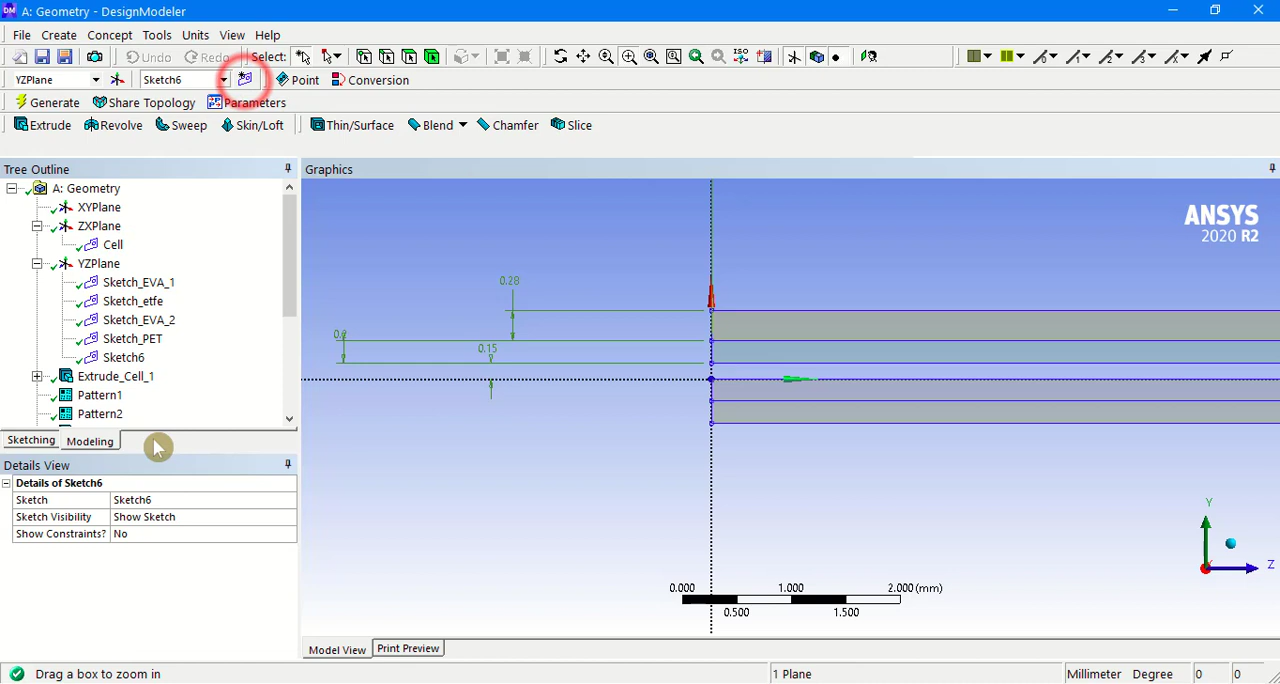 DM A: Geometry - DesignModeler
File Create Concept Tools Units View Help
Undo Redo Select: ISO
YZPlane Sketch6 Point Conversion
Generate Share Topology Parameters
Extrude Revolve Sweep Skin/Loft Thin/Surface Blend Chamfer Slice
Tree Outline
A: Geometry
XYPlane
ZXPlane
Cell
YZPlane
Sketch_EVA_1
Sketch_etfe
Sketch_EVA_2
Sketch_PET
Sketch6
Extrude_Cell_1
Pattern1
Pattern2
Sketching Modeling
Details View
Details of Sketch6
Sketch Sketch6
Sketch Visibility Show Sketch
Show Constraints? No
Graphics
ANSYS
2020 R2
0.28
0.15
Y
Z
0.000 1.000 2.000 (mm)
0.500 1.500
Model View Print Preview
Drag a box to zoom in 1 Plane Millimeter Degree 0 0